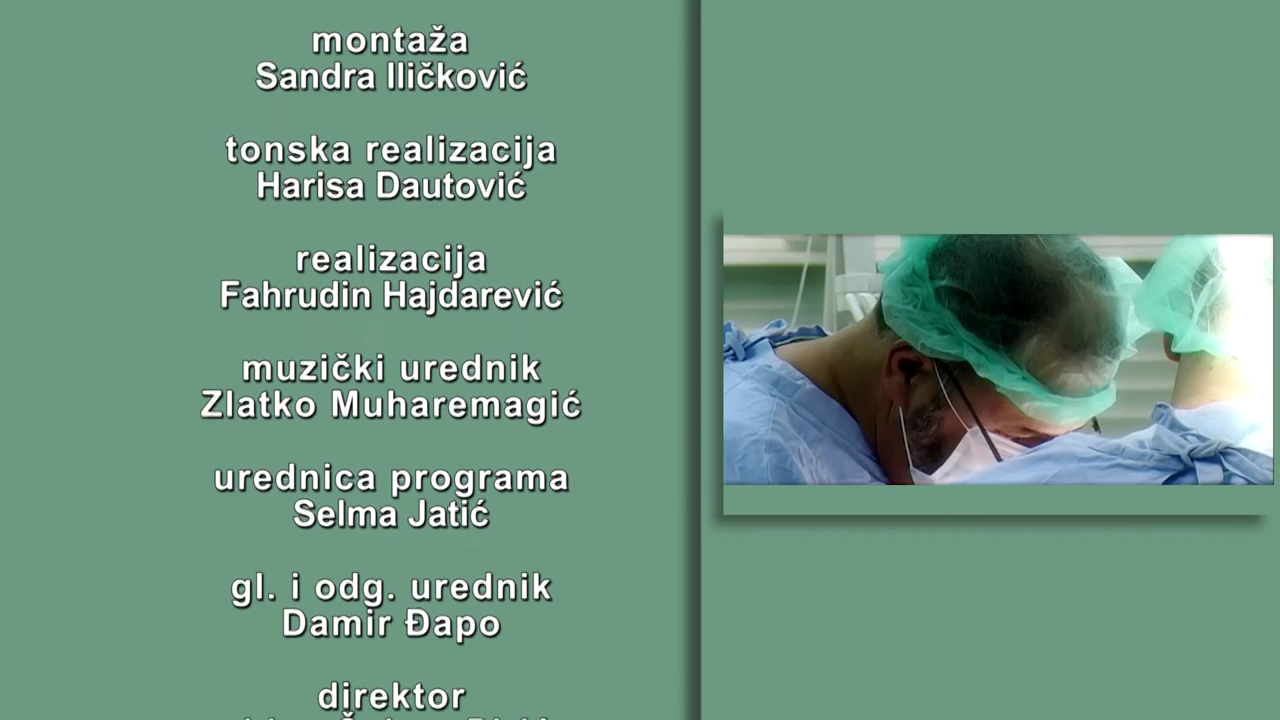 montaža
Sandra Iličković
tonska realizacija
Harisa Dautović
realizacija
Fahrudin Hajdarević
muzički urednik
Zlatko Muharemagić
urednica programa
Selma Jatić
gl. i odg. urednik
Damir Đapo
direktor